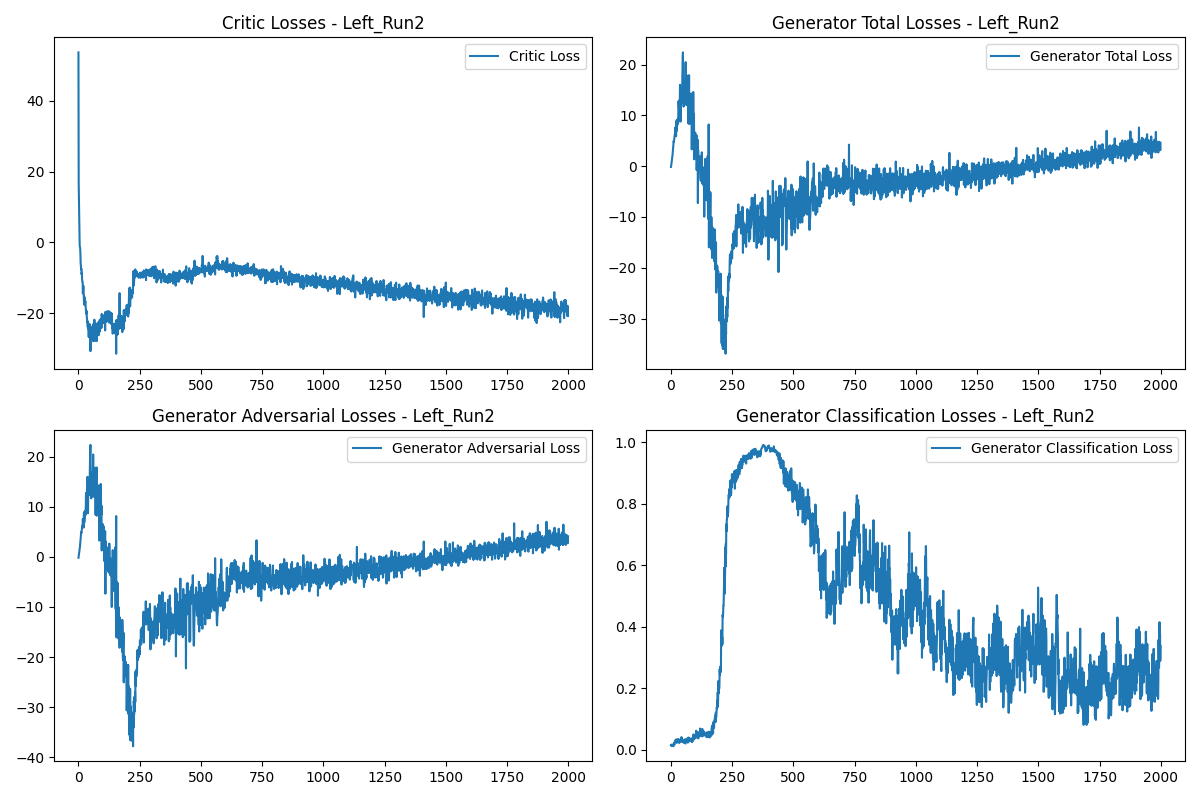 Critic Losses - Left_Run2
Critic Loss
40
20
0
−20
0 250 500 750 1000 1250 1500 1750 2000
Generator Total Losses - Left_Run2
Generator Total Loss
20
10
0
−10
−20
−30
0 250 500 750 1000 1250 1500 1750 2000
Generator Adversarial Losses - Left_Run2
Generator Adversarial Loss
20
10
0
−10
−20
−30
−40
0 250 500 750 1000 1250 1500 1750 2000
Generator Classification Losses - Left_Run2
Generator Classification Loss
1.0
0.8
0.6
0.4
0.2
0.0
0 250 500 750 1000 1250 1500 1750 2000